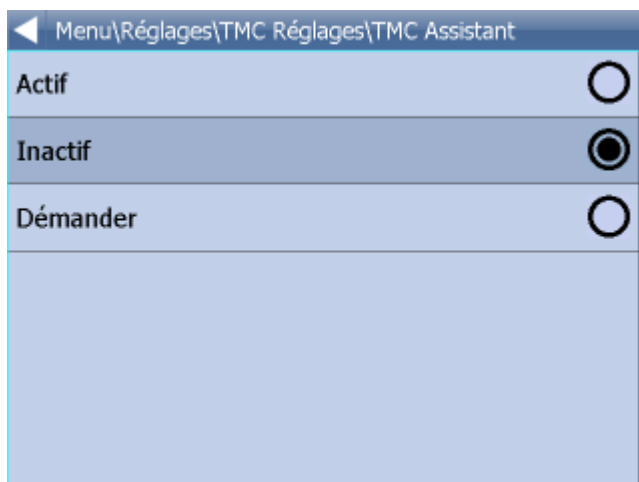 Menu\Réglages\TMC Réglages\TMC Assistant
Actif
Inactif
Démander